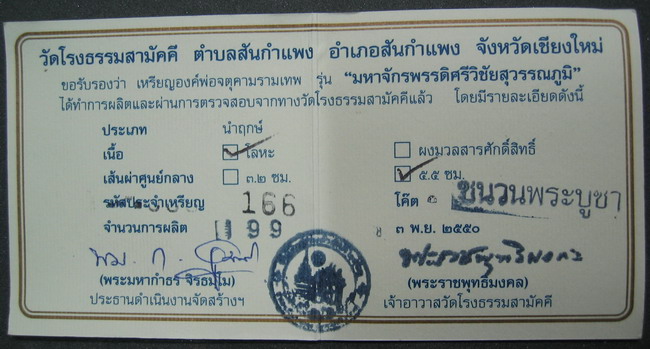 วัดโรงธรรมสามัคคี ตำบลสันกำแพง อำเภอสันกำแพง จังหวัดเชียงใหม่
ขอรับรองว่า เหรียญองค์พ่อจตุคามรามเทพ รุ่น "มหาจักรพรรดิศรีวิชัยสุวรรณภูมิ"
ได้ทำการผลิตและผ่านการตรวจสอบจากทางวัดโรงธรรมสามัคคีแล้ว โดยมีรายละเอียดดังนี้
ประเภท นำฤกษ์
เนื้อ โลหะ ผงมวลสารศักดิ์สิทธิ์
เส้นผ่าศูนย์กลาง ๓.๒ ซม. ๕.๕ ซม.
รหัสประจำเหรียญ 166 โค๊ต ชนวนพระบูชา
จำนวนการผลิต 199 ๓ พ.ย. ๒๕๕๐
(พระมหากำธร จิรธมฺโม) (พระราชพุทธิมงคล)
ประธานดำเนินงานจัดสร้างฯ เจ้าอาวาสวัดโรงธรรมสามัคคี